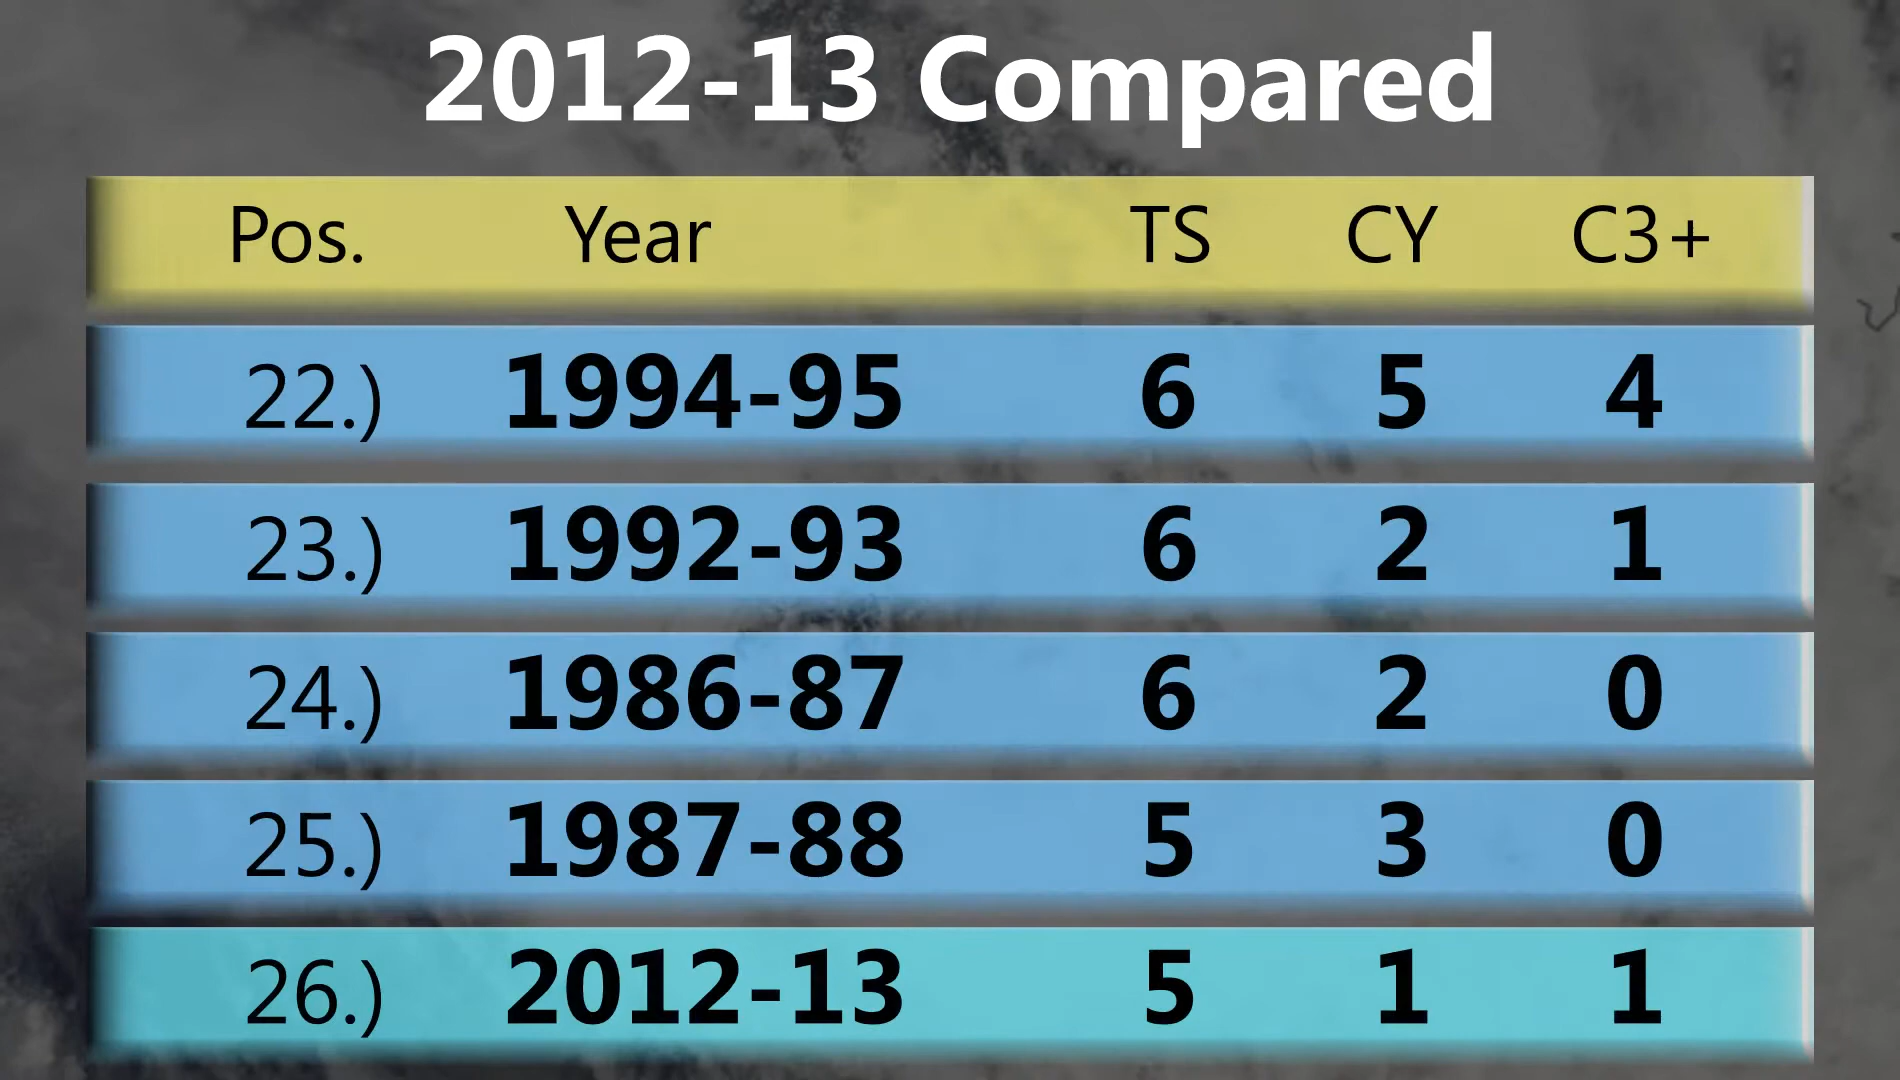 2012-13 Compared
Pos. Year TS CY C3+
22.) 1994-95 6 5 4
23.) 1992-93 6 2 1
24.) 1986-87 6 2 0
25.) 1987-88 5 3 0
26.) 2012-13 5 1 1